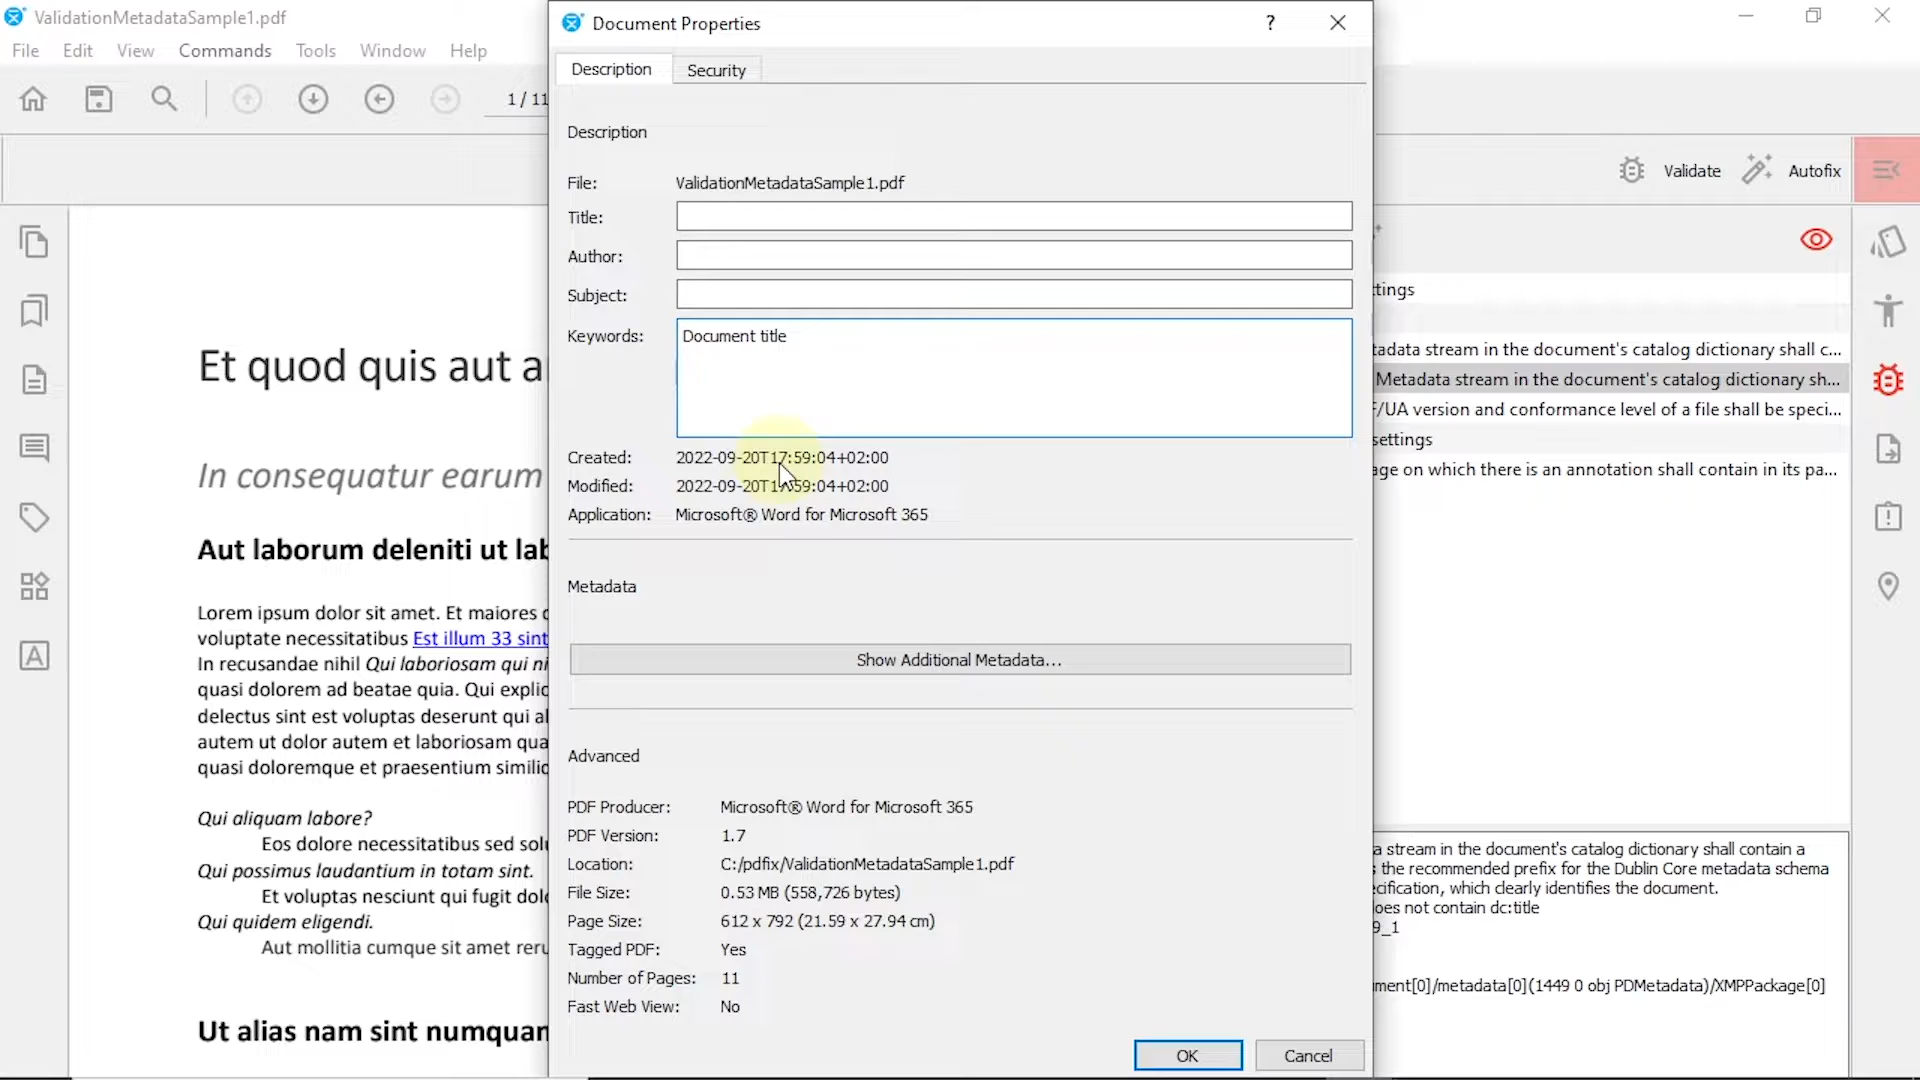 ValidationMetadataSample1.pdf
File Edit View Commands Tools Window Help
1 / 11
Validate Autofix
Et quod quis aut
In consequatur earum
Aut laborum deleniti ut
Lorem ipsum dolor sit amet. Et maiores
voluptate necessitatibus Est illum 33 sint
In recusandae nihil Qui laboriosam qui
quasi dolorem ad beatae quia. Qui
delectus sint est voluptas deserunt qui
autem ut dolor autem et laboriosam
quasi doloremque et praesentium
Qui aliquam labore?
Eos dolore necessitatibus sed
Qui possimus laudantium in totam sint.
Et voluptas nesciunt qui fugit
Qui quidem eligendi.
Aut mollitia cumque sit amet
Ut alias nam sint
Document Properties ?
Description Security
Description
File: ValidationMetadataSample1.pdf
Title:
Author:
Subject:
Keywords: Document title
Created: 2022-09-20T17:59:04+02:00
Modified: 2022-09-20T17:59:04+02:00
Application: Microsoft® Word for Microsoft 365
Metadata
Show Additional Metadata...
Advanced
PDF Producer: Microsoft® Word for Microsoft 365
PDF Version: 1.7
Location: C:/pdfix/ValidationMetadataSample1.pdf
File Size: 0.53 MB (558,726 bytes)
Page Size: 612 x 792 (21.59 x 27.94 cm)
Tagged PDF: Yes
Number of Pages: 11
Fast Web View: No
OK Cancel
ttings
tadata stream in the document's catalog dictionary shall c...
Metadata stream in the document's catalog dictionary sh...
F/UA version and conformance level of a file shall be speci...
settings
age on which there is an annotation shall contain in its pa...
a stream in the document's catalog dictionary shall contain a
the recommended prefix for the Dublin Core metadata schema
ecification, which clearly identifies the document.
does not contain dc:title
9_1
ment[0]/metadata[0](1449 0 obj PDMetadata)/XMPPackage[0]